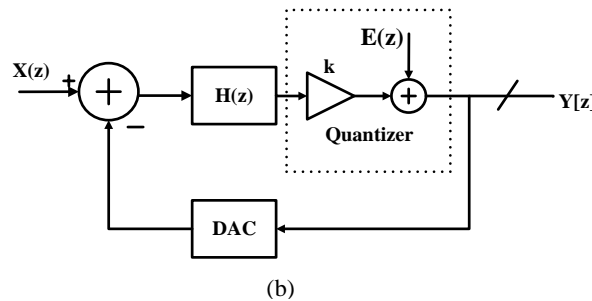 E(z)
X(z)
+
k
H(z)
+
+
Y[z]
−
Quantizer
DAC
(b)